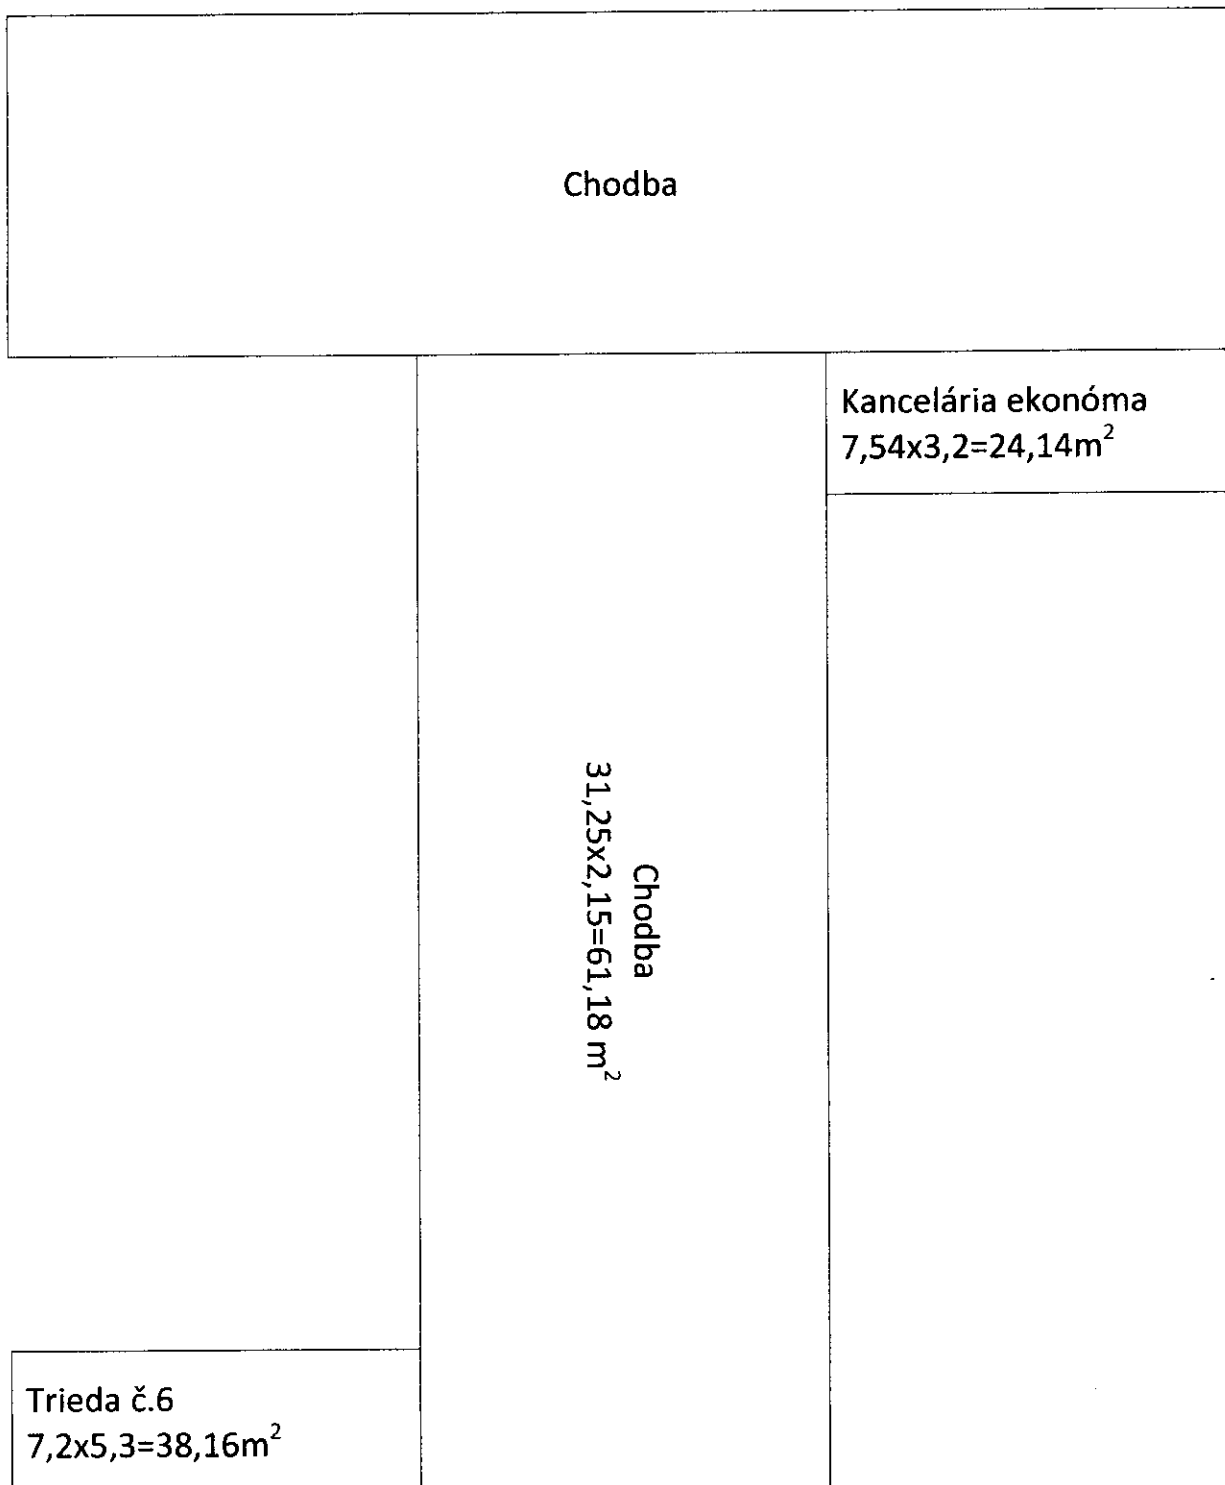 Chodba
Kancelária ekonóma
7,54x3,2=24,14m²
Chodba
31,25x2,15=61,18 m²
Trieda č.6
7,2x5,3=38,16m²